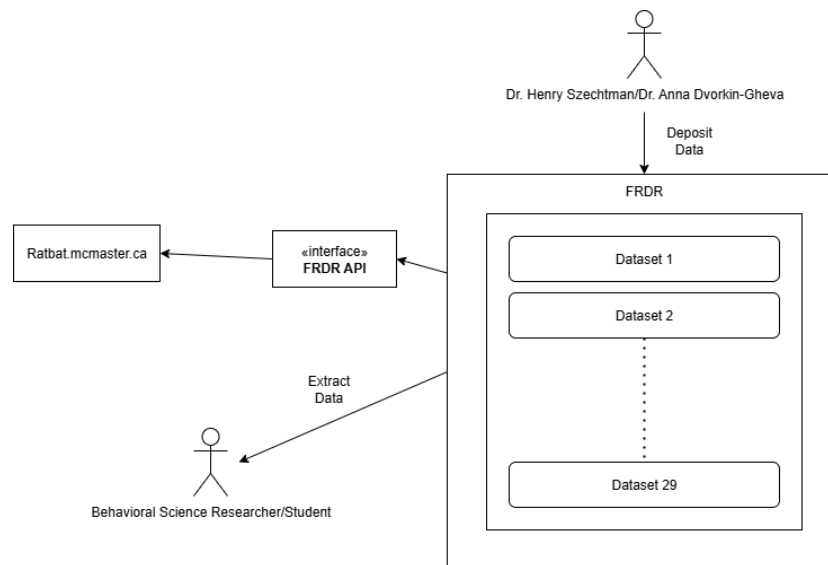 Dr. Henry Szechtman/Dr. Anna Dvorkin-Gheva
Deposit
Data
FRDR
Dataset 1
Dataset 2
Dataset 29
«interface»
FRDR API
Ratbat.mcmaster.ca
Extract
Data
Behavioral Science Researcher/Student